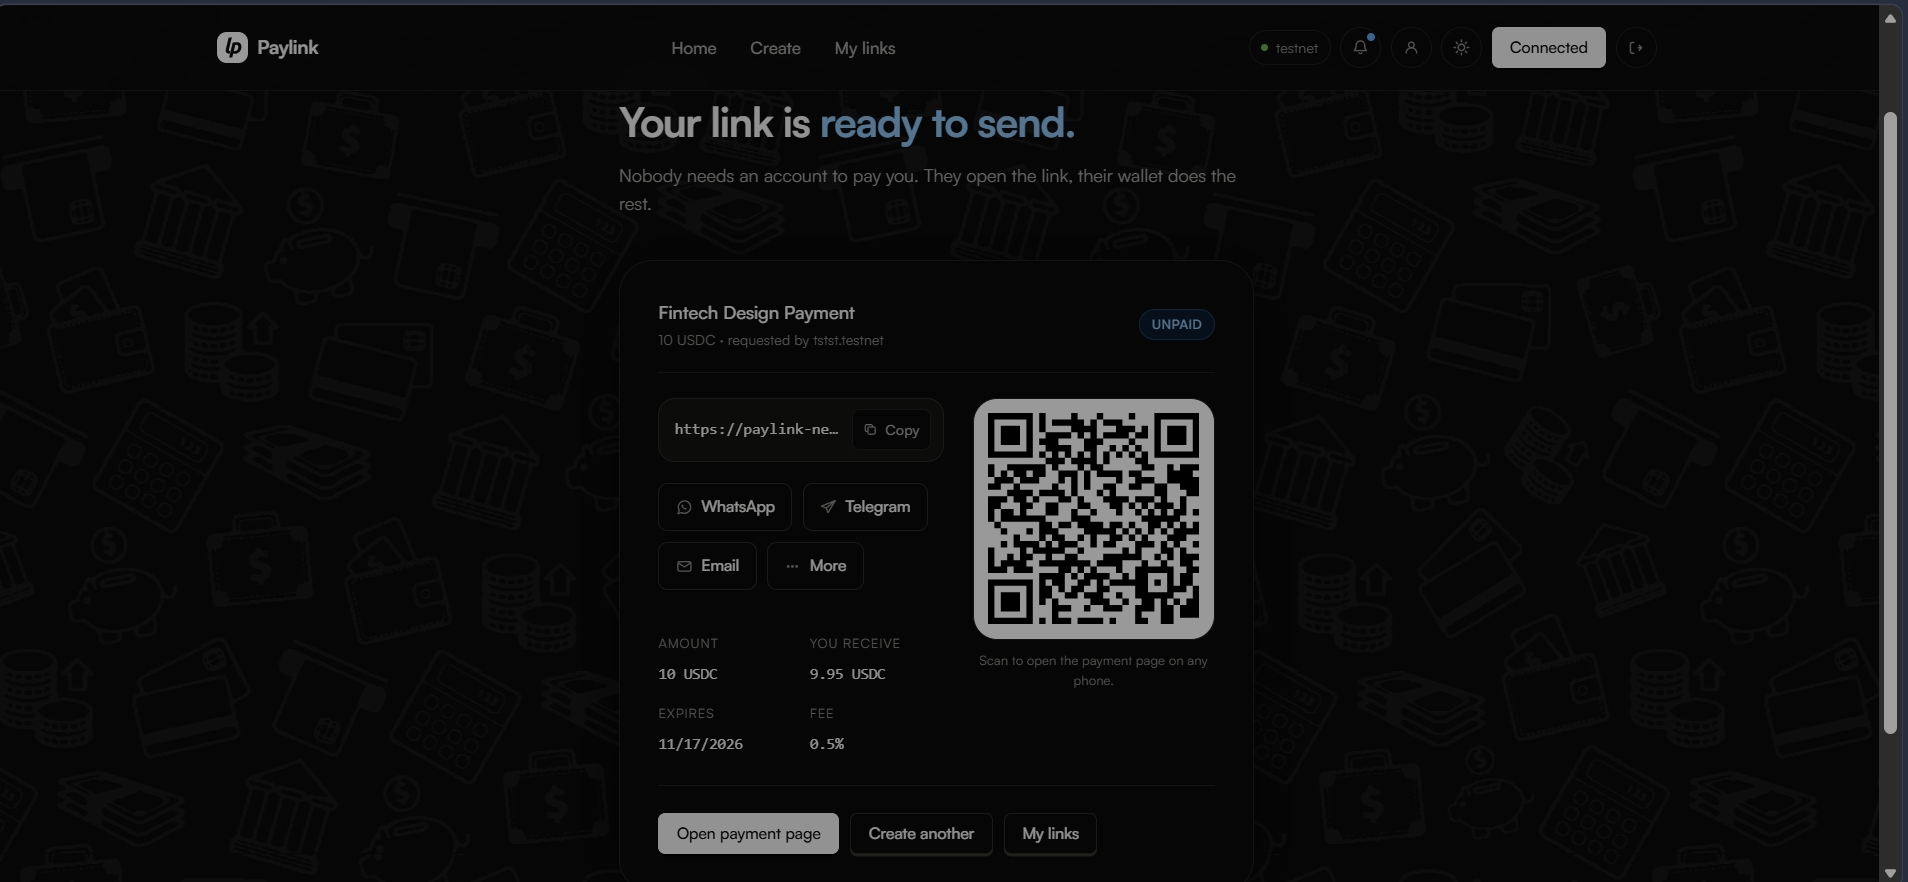 lp Paylink
Home Create My links
testnet
Connected
Your link is ready to send.
Nobody needs an account to pay you. They open the link, their wallet does the
rest.
Fintech Design Payment
10 USDC • requested by tstst.testnet
UNPAID
https://paylink-ne…
Copy
WhatsApp
Telegram
Email
More
AMOUNT
YOU RECEIVE
10 USDC
9.95 USDC
EXPIRES
FEE
11/17/2026
0.5%
Scan to open the payment page on any
phone.
Open payment page
Create another
My links